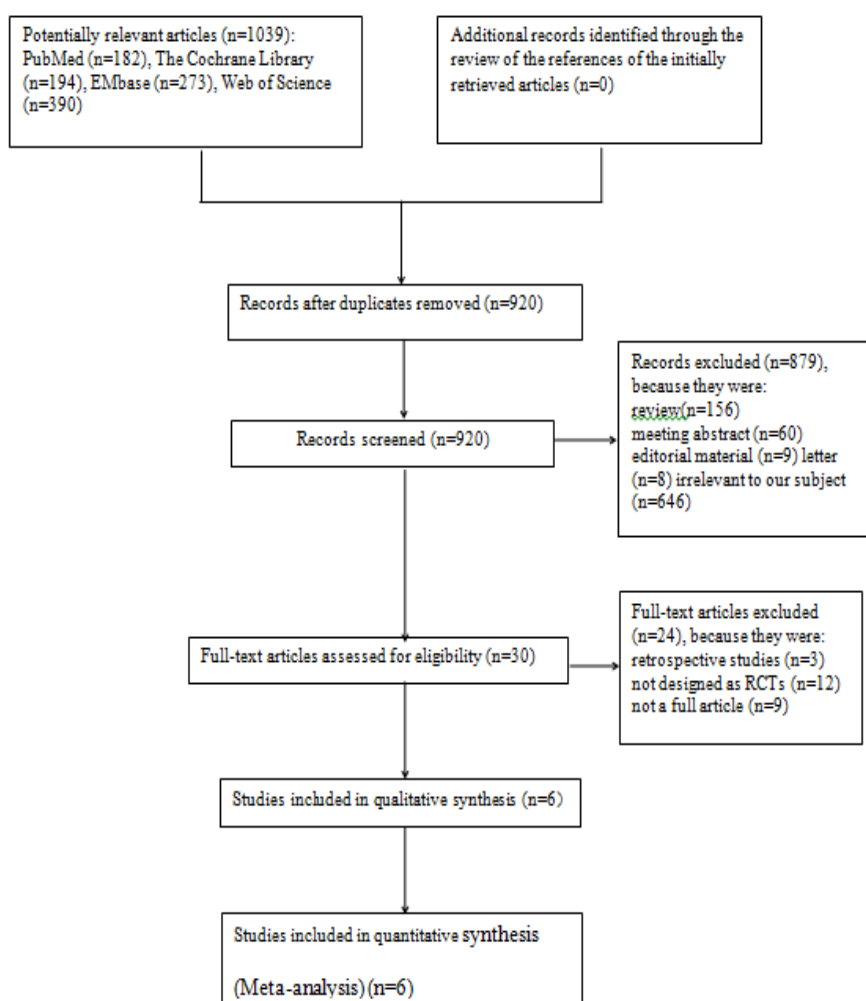 Potentially relevant articles (n=1039):
PubMed (n=182), The Cochrane Library
(n=194), EMbase (n=273), Web of Science
(n=390)
Additional records identified through the
review of the references of the initially
retrieved articles (n=0)
Records after duplicates removed (n=920)
Records excluded (n=879),
because they were:
review(n=156)
meeting abstract (n=60)
editorial material (n=9) letter
(n=8) irrelevant to our subject
(n=646)
Records screened (n=920)
Full-text articles excluded
(n=24), because they were:
retrospective studies (n=3)
not designed as RCTs (n=12)
not a full article (n=9)
Full-text articles assessed for eligibility (n=30)
Studies included in qualitative synthesis (n=6)
Studies included in quantitative synthesis
(Meta-analysis) (n=6)